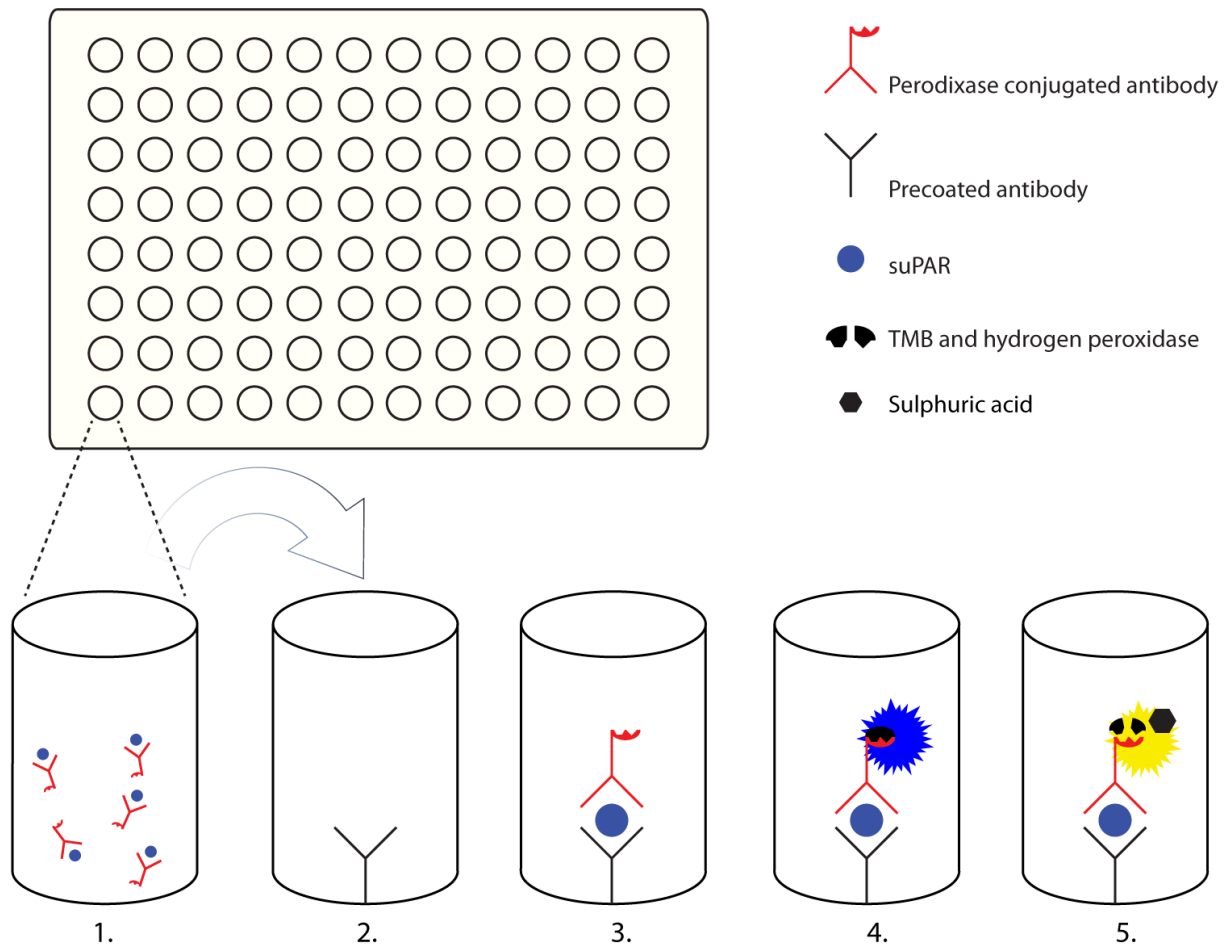 Perodixase conjugated antibody
Precoated antibody
suPAR
TMB and hydrogen peroxidase
Sulphuric acid
1.
2.
3.
4.
5.